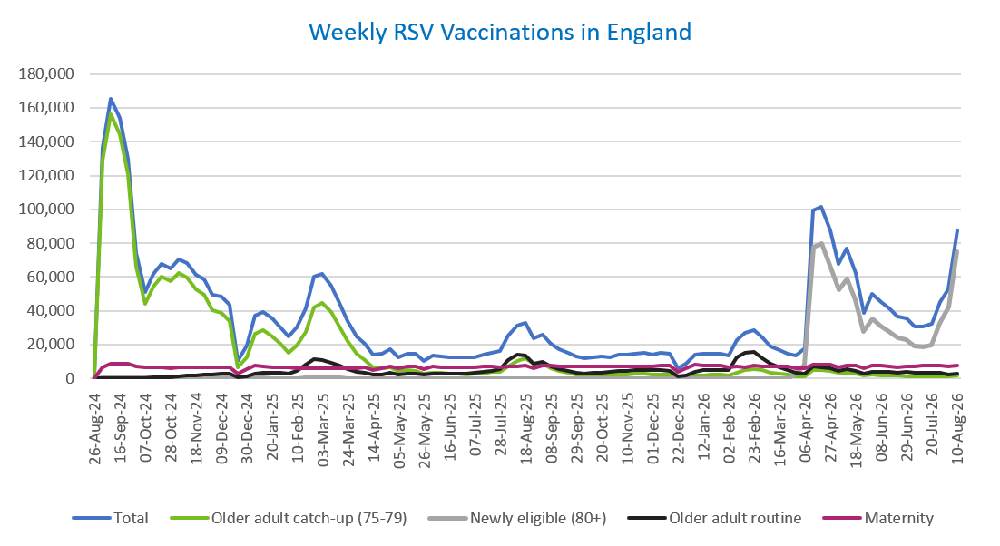 Weekly RSV Vaccinations in England
180,000
160,000
140,000
120,000
100,000
80,000
60,000
40,000
20,000
0
26-Aug-24
16-Sep-24
07-Oct-24
28-Oct-24
18-Nov-24
09-Dec-24
30-Dec-24
20-Jan-25
10-Feb-25
03-Mar-25
24-Mar-25
14-Apr-25
05-May-25
26-May-25
16-Jun-25
07-Jul-25
28-Jul-25
18-Aug-25
08-Sep-25
29-Sep-25
20-Oct-25
10-Nov-25
01-Dec-25
22-Dec-25
12-Jan-26
02-Feb-26
23-Feb-26
16-Mar-26
06-Apr-26
27-Apr-26
18-May-26
08-Jun-26
29-Jun-26
20-Jul-26
10-Aug-26
Total Older adult catch-up (75-79) Newly eligible (80+) Older adult routine Maternity